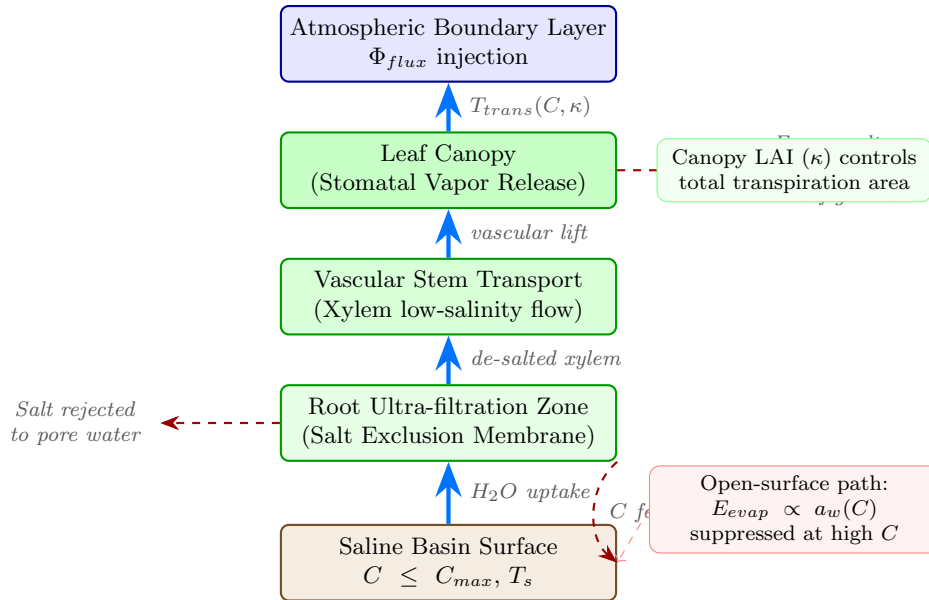 Atmospheric Boundary Layer
Φ_flux injection
T_trans(C, κ)
Leaf Canopy
(Stomatal Vapor Release)
Canopy LAI (κ) controls
total transpiration area
vascular lift
Vascular Stem Transport
(Xylem low-salinity flow)
de-salted xylem
Salt rejected
to pore water
Root Ultra-filtration Zone
(Salt Exclusion Membrane)
H₂O uptake
C
Open-surface path:
E_evap ∝ a_w(C)
suppressed at high C
Saline Basin Surface
C ≤ C_max, T_s